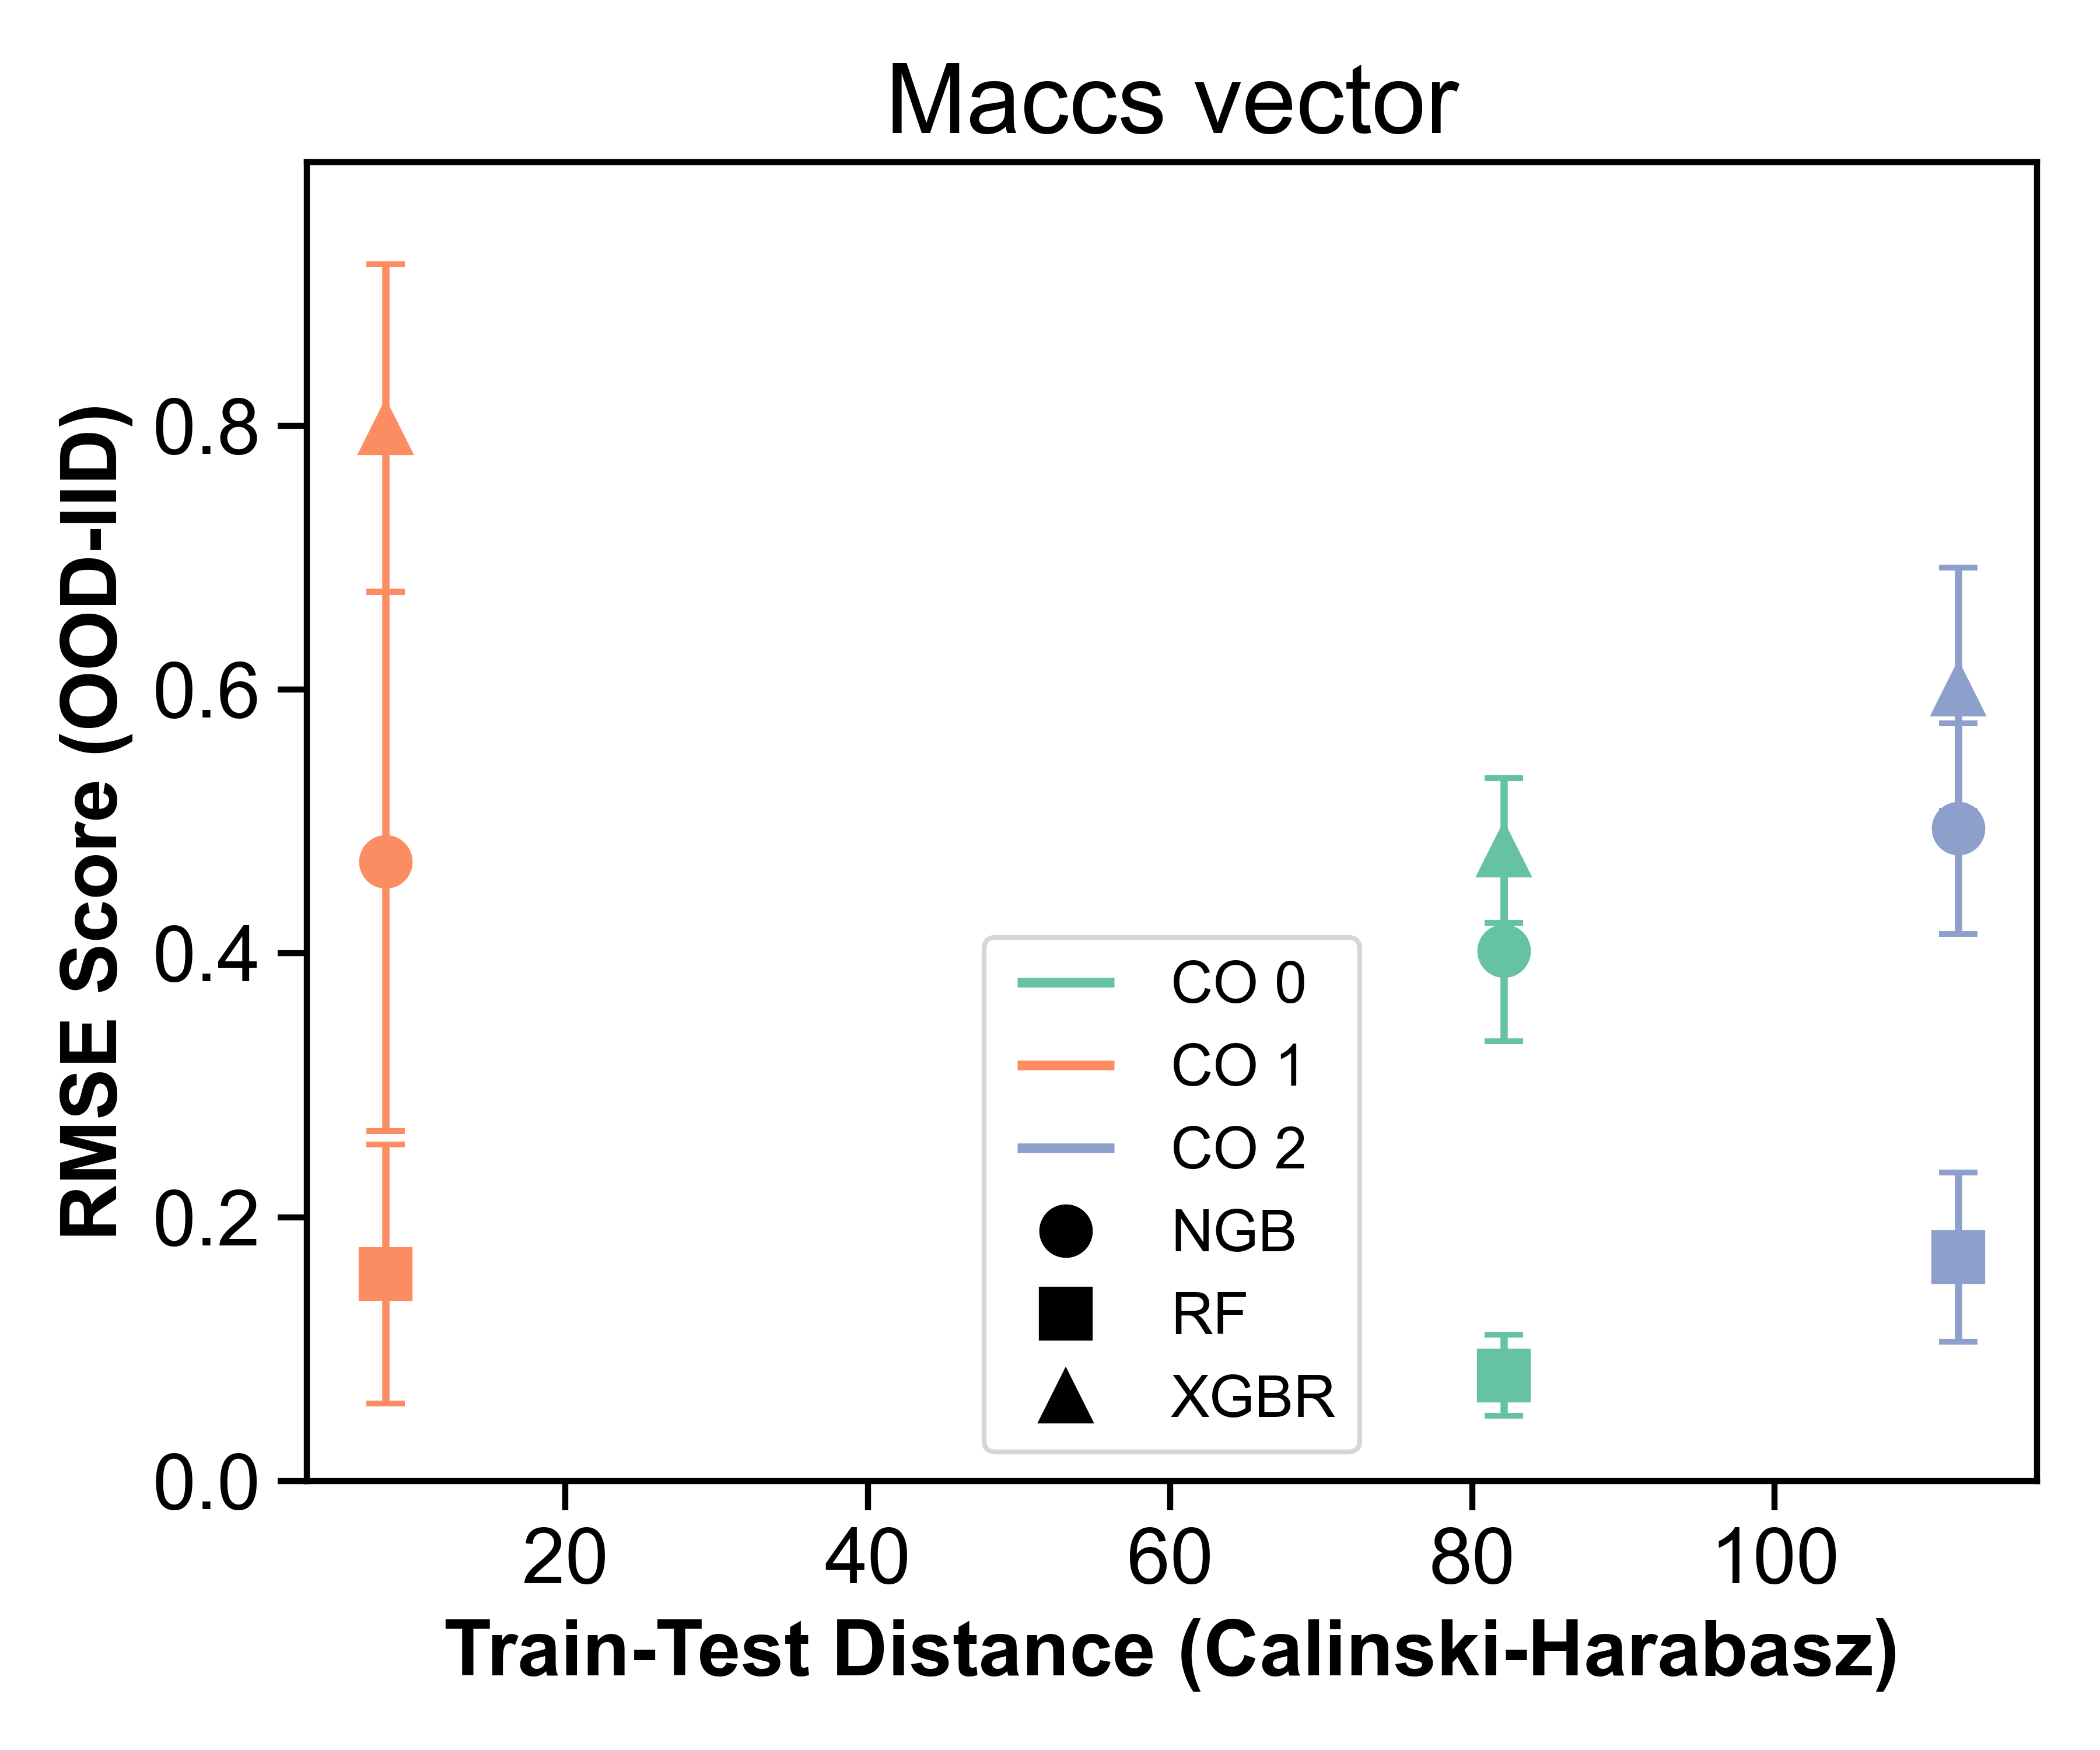 Maccs vector
RMSE Score (OOD-IID)
0.8
0.6
0.4
0.2
0.0
CO 0
CO 1
CO 2
NGB
RF
XGBR
20 40 60 80 100
Train-Test Distance (Calinski-Harabasz)